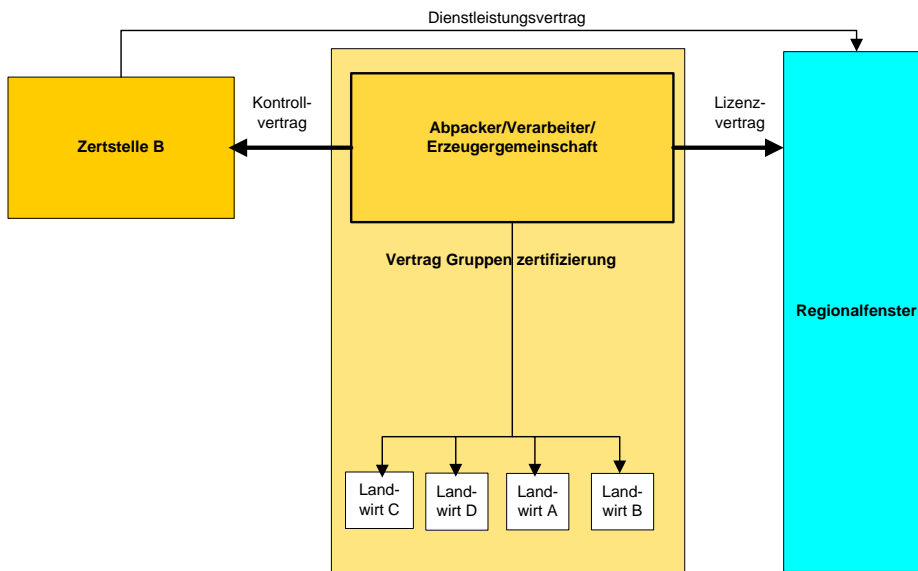 Dienstleistungsvertrag
Kontroll-
vertrag
Lizenz-
vertrag
Zertstelle B
Abpacker/Verarbeiter/
Erzeugergemeinschaft
Vertrag Gruppen zertifizierung
Regionalfenster
Land-
wirt C
Land-
wirt D
Land-
wirt A
Land-
wirt B